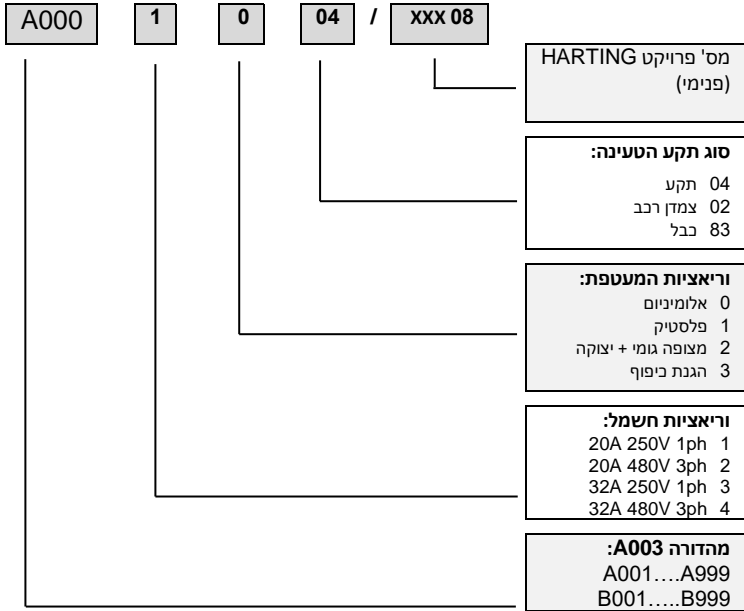 A000 1 0 04 / XXX 08
מס' פרויקט HARTING
(פנימי)
סוג תקע הטעינה:
04 תקע
02 צמדן רכב
83 כבל
וריאציות המעטפת:
0 אלומיניום
1 פלסטיק
2 מצופה גומי + יצוקה
3 הגנת כיפוף
וריאציות חשמל:
1 20A 250V 1ph
2 20A 480V 3ph
3 32A 250V 1ph
4 32A 480V 3ph
מהדורה A003:
A001….A999
B001…..B999